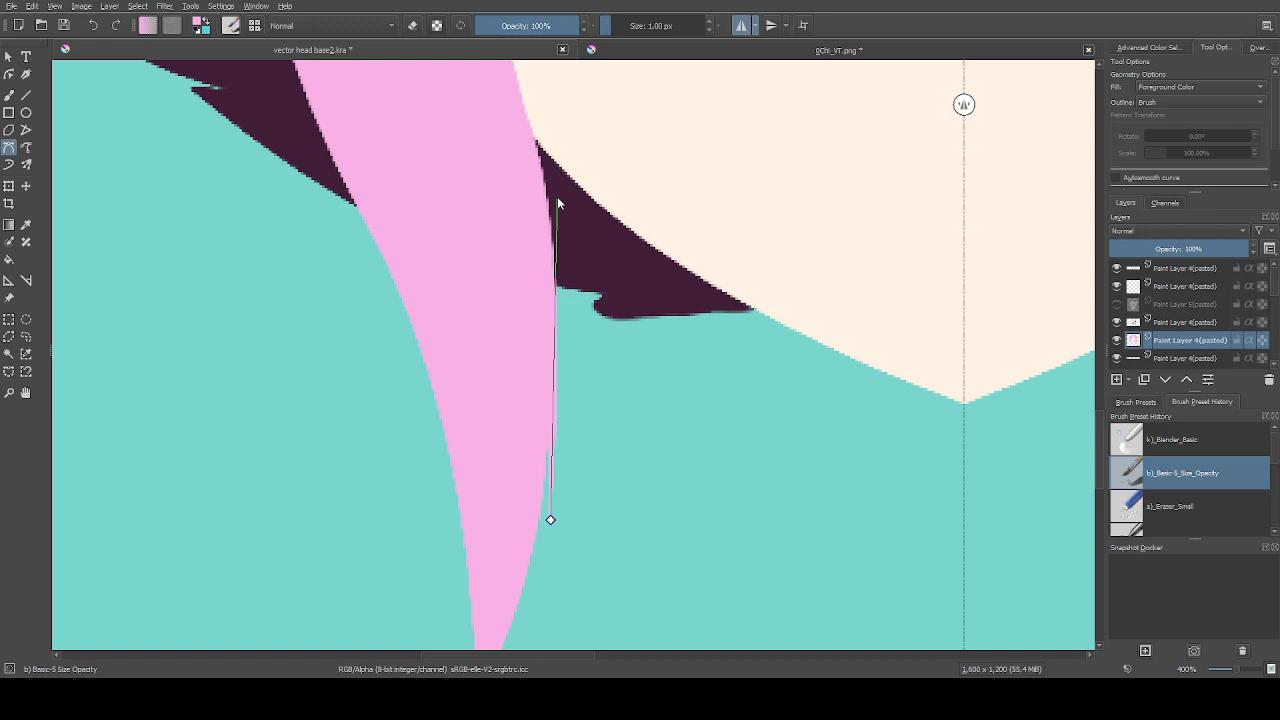 File Edit View Image Layer Select Filter Tools Settings Window Help
Normal Opacity: 100% Size: 1.00 px
vector head base2.kra * gChi_VT.png *
Advanced Color Sel... Tool Opt... Over...
Tool Options
Geometry Options
Fill: Foreground Color
Outline: Brush
Pattern Transform
Rotate: 0.00°
Scale: 100.00%
Autosmooth curve
Layers Channels
Layers
Normal
Opacity: 100%
Paint Layer 4(pasted)
Paint Layer 4(pasted)
Paint Layer 5(pasted)
Paint Layer 4(pasted)
Paint Layer 4(pasted)
Paint Layer 4(pasted)
Brush Presets Brush Preset History
Brush Preset History
k)_Blender_Basic
b)_Basic-5_Size_Opacity
a)_Eraser_Small
Snapshot Docker
b) Basic-5 Size Opacity RGB/Alpha (8-bit integer/channel) sRGB-elle-V2-srgbtrc.icc 1,600 x 1,200 (55.4 MiB) 400%